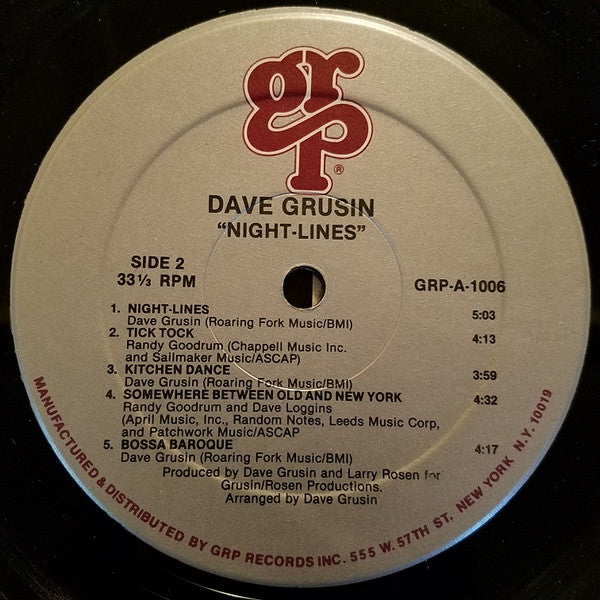 grp®
DAVE GRUSIN
"NIGHT-LINES"
SIDE 2
33⅓ RPM
GRP-A-1006
1. NIGHT-LINES 5:03
Dave Grusin (Roaring Fork Music/BMI)
2. TICK TOCK 4:13
Randy Goodrum (Chappell Music Inc.
and Sailmaker Music/ASCAP)
3. KITCHEN DANCE 3:59
Dave Grusin (Roaring Fork Music/BMI)
4. SOMEWHERE BETWEEN OLD AND NEW YORK 4:32
Randy Goodrum and Dave Loggins
(April Music, Inc., Random Notes, Leeds Music Corp,
and Patchwork Music/ASCAP
5. BOSSA BAROQUE 4:17
Dave Grusin (Roaring Fork Music/BMI)
Produced by Dave Grusin and Larry Rosen for
Grusin/Rosen Productions.
Arranged by Dave Grusin
MANUFACTURED & DISTRIBUTED BY GRP RECORDS INC. 555 W. 57TH ST. NEW YORK N.Y. 10019